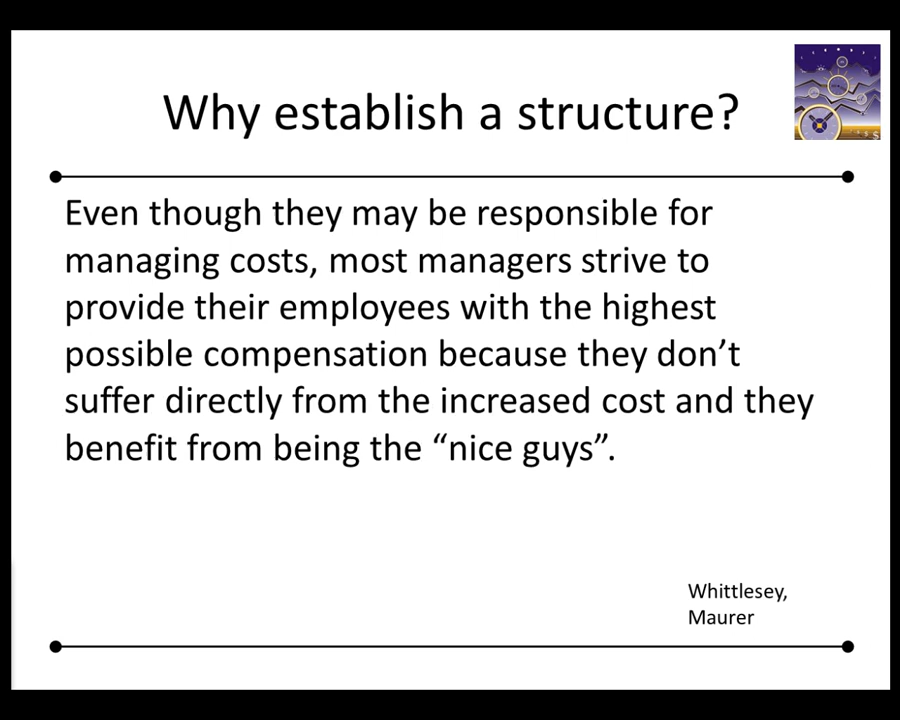 Why establish a structure?
Even though they may be responsible for
managing costs, most managers strive to
provide their employees with the highest
possible compensation because they don’t
suffer directly from the increased cost and they
benefit from being the “nice guys”.
Whittlesey,
Maurer